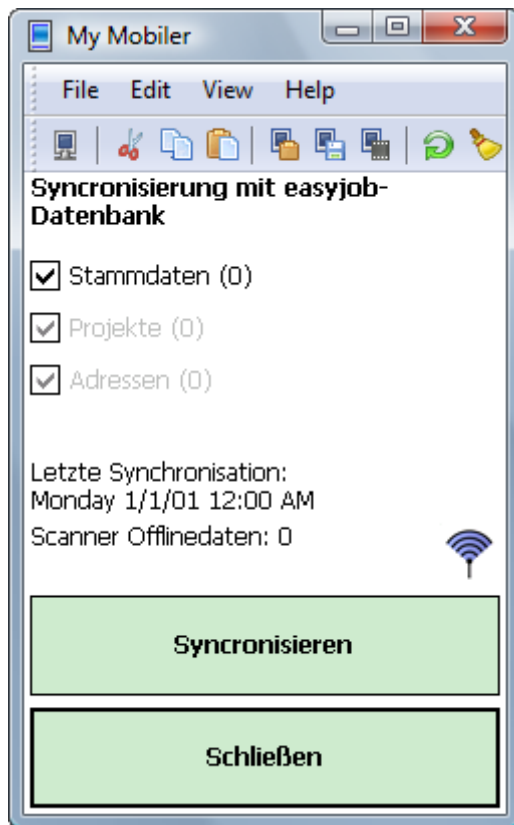 My Mobiler
File Edit View Help
Syncronisierung mit easyjob-
Datenbank
Stammdaten (0)
Projekte (0)
Adressen (0)
Letzte Synchronisation:
Monday 1/1/01 12:00 AM
Scanner Offlinedaten: 0
Syncronisieren
Schließen